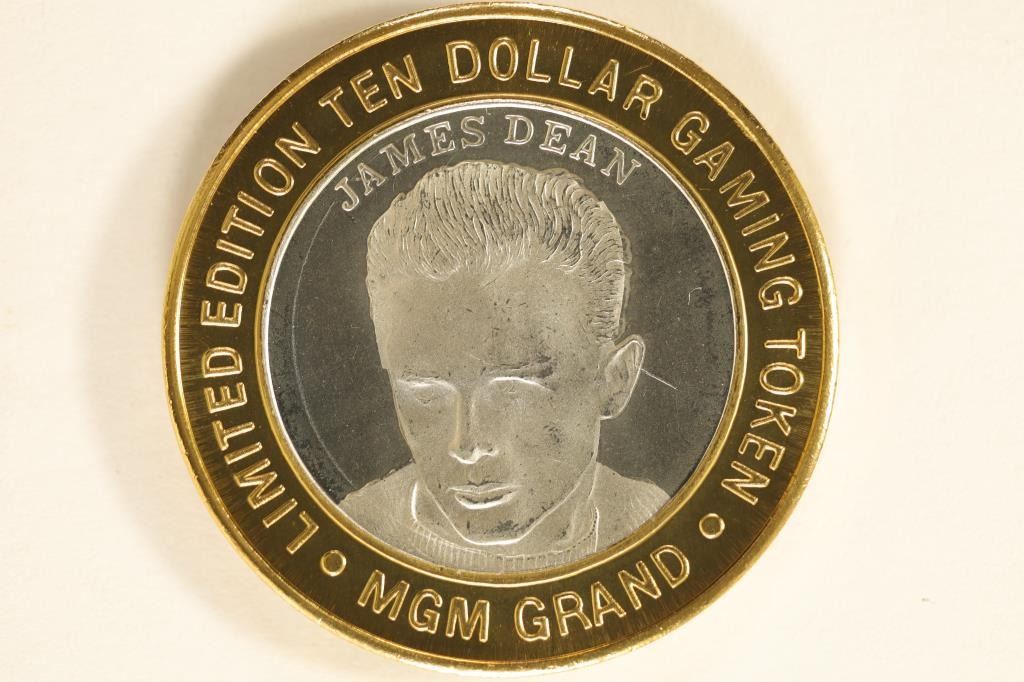 LIMITED EDITION TEN DOLLAR GAMING TOKEN
JAMES DEAN
• MGM GRAND •